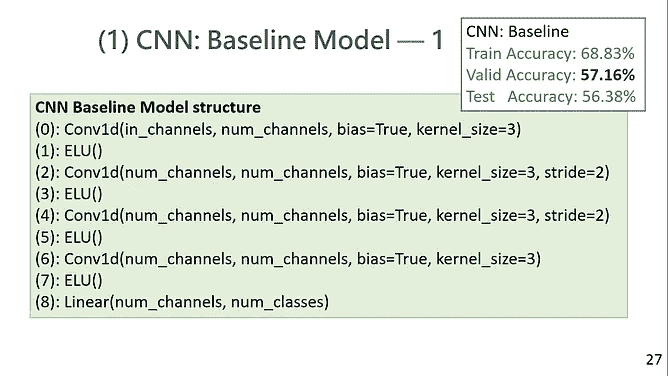 (1) CNN: Baseline Model — 1
CNN: Baseline
Train Accuracy: 68.83%
Valid Accuracy: 57.16%
Test Accuracy: 56.38%
CNN Baseline Model structure
(0): Conv1d(in_channels, num_channels, bias=True, kernel_size=3)
(1): ELU()
(2): Conv1d(num_channels, num_channels, bias=True, kernel_size=3, stride=2)
(3): ELU()
(4): Conv1d(num_channels, num_channels, bias=True, kernel_size=3, stride=2)
(5): ELU()
(6): Conv1d(num_channels, num_channels, bias=True, kernel_size=3)
(7): ELU()
(8): Linear(num_channels, num_classes)
27